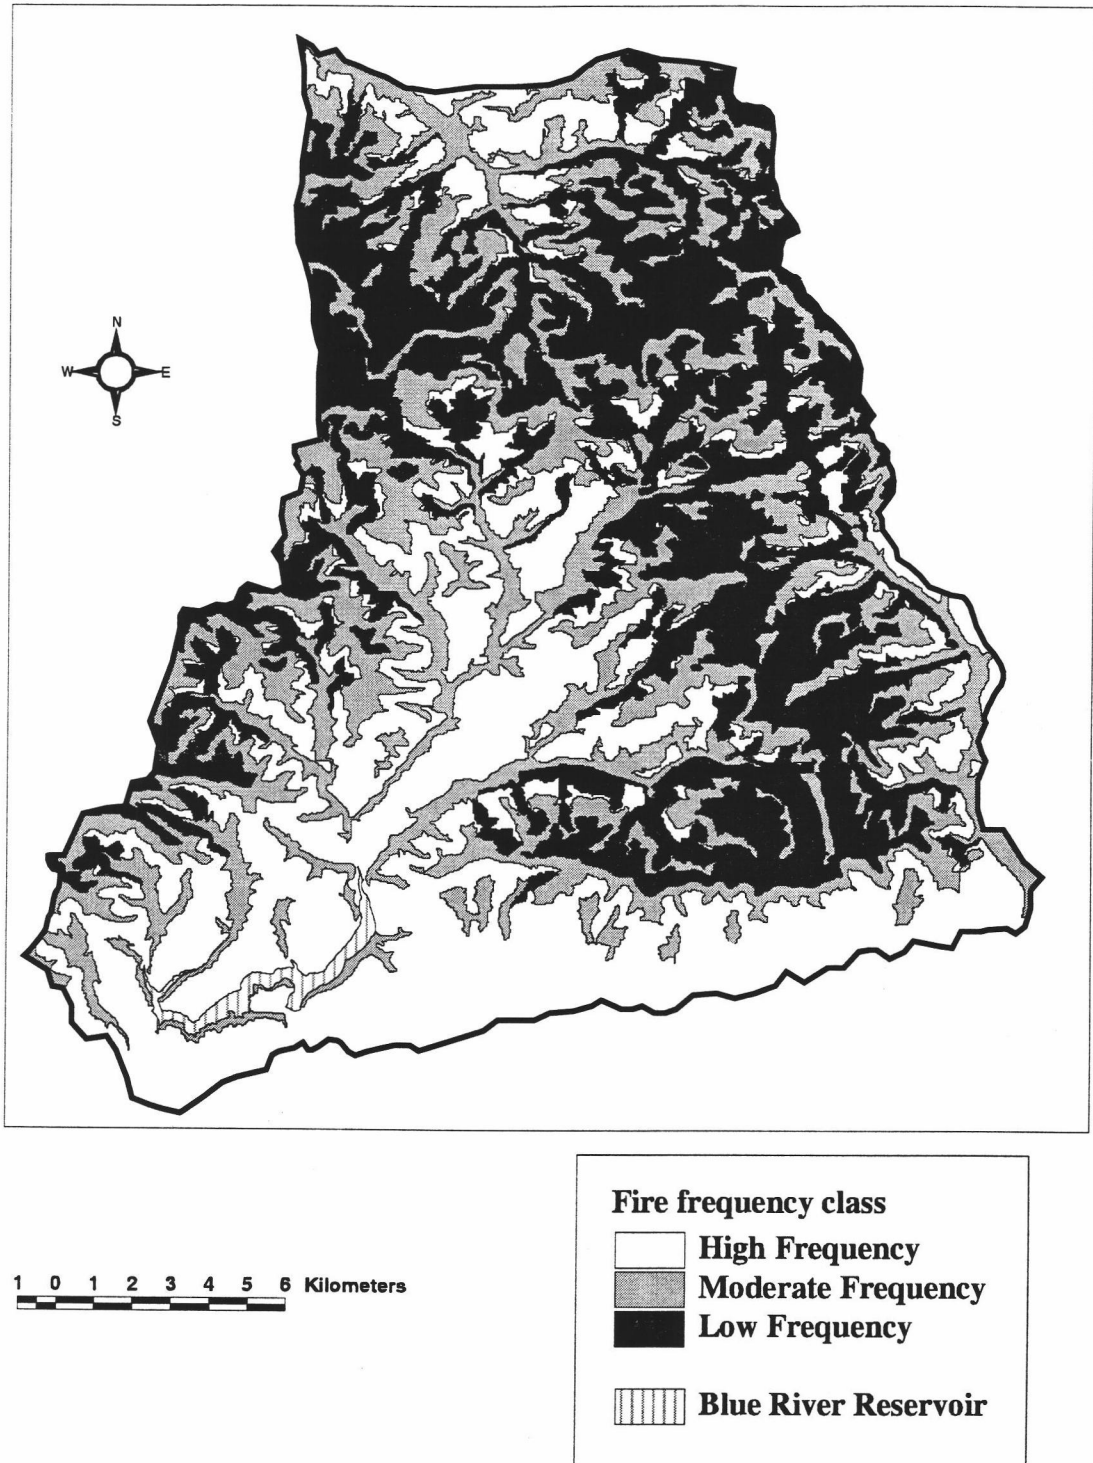 N
W E
S
Fire frequency class
High Frequency
Moderate Frequency
Low Frequency
Blue River Reservoir
1 0 1 2 3 4 5 6 Kilometers